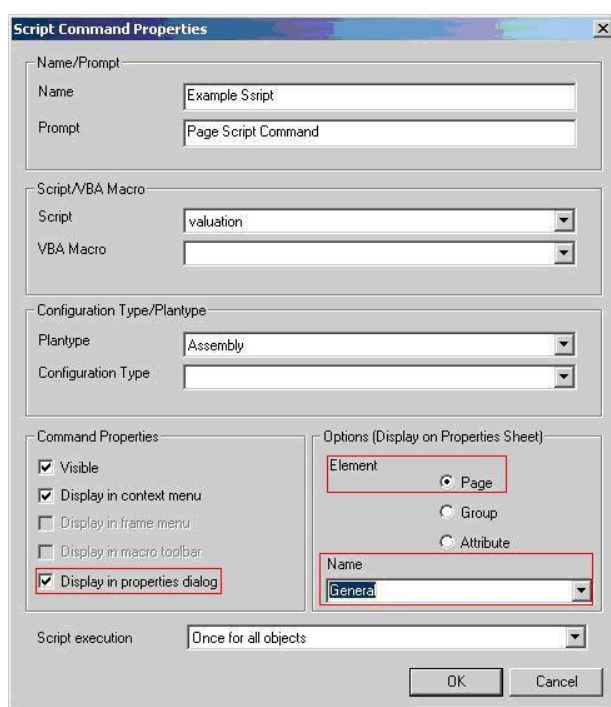 Script Command Properties
Name/Prompt
Name
Example Ssript
Prompt
Page Script Command
Script/VBA Macro
Script
valuation
VBA Macro
Configuration Type/Plantype
Plantype
Assembly
Configuration Type
Command Properties
Visible
Display in context menu
Display in frame menu
Display in macro toolbar
Display in properties dialog
Options (Display on Properties Sheet)
Element
Page
Group
Attribute
Name
General
Script execution
Once for all objects
OK
Cancel